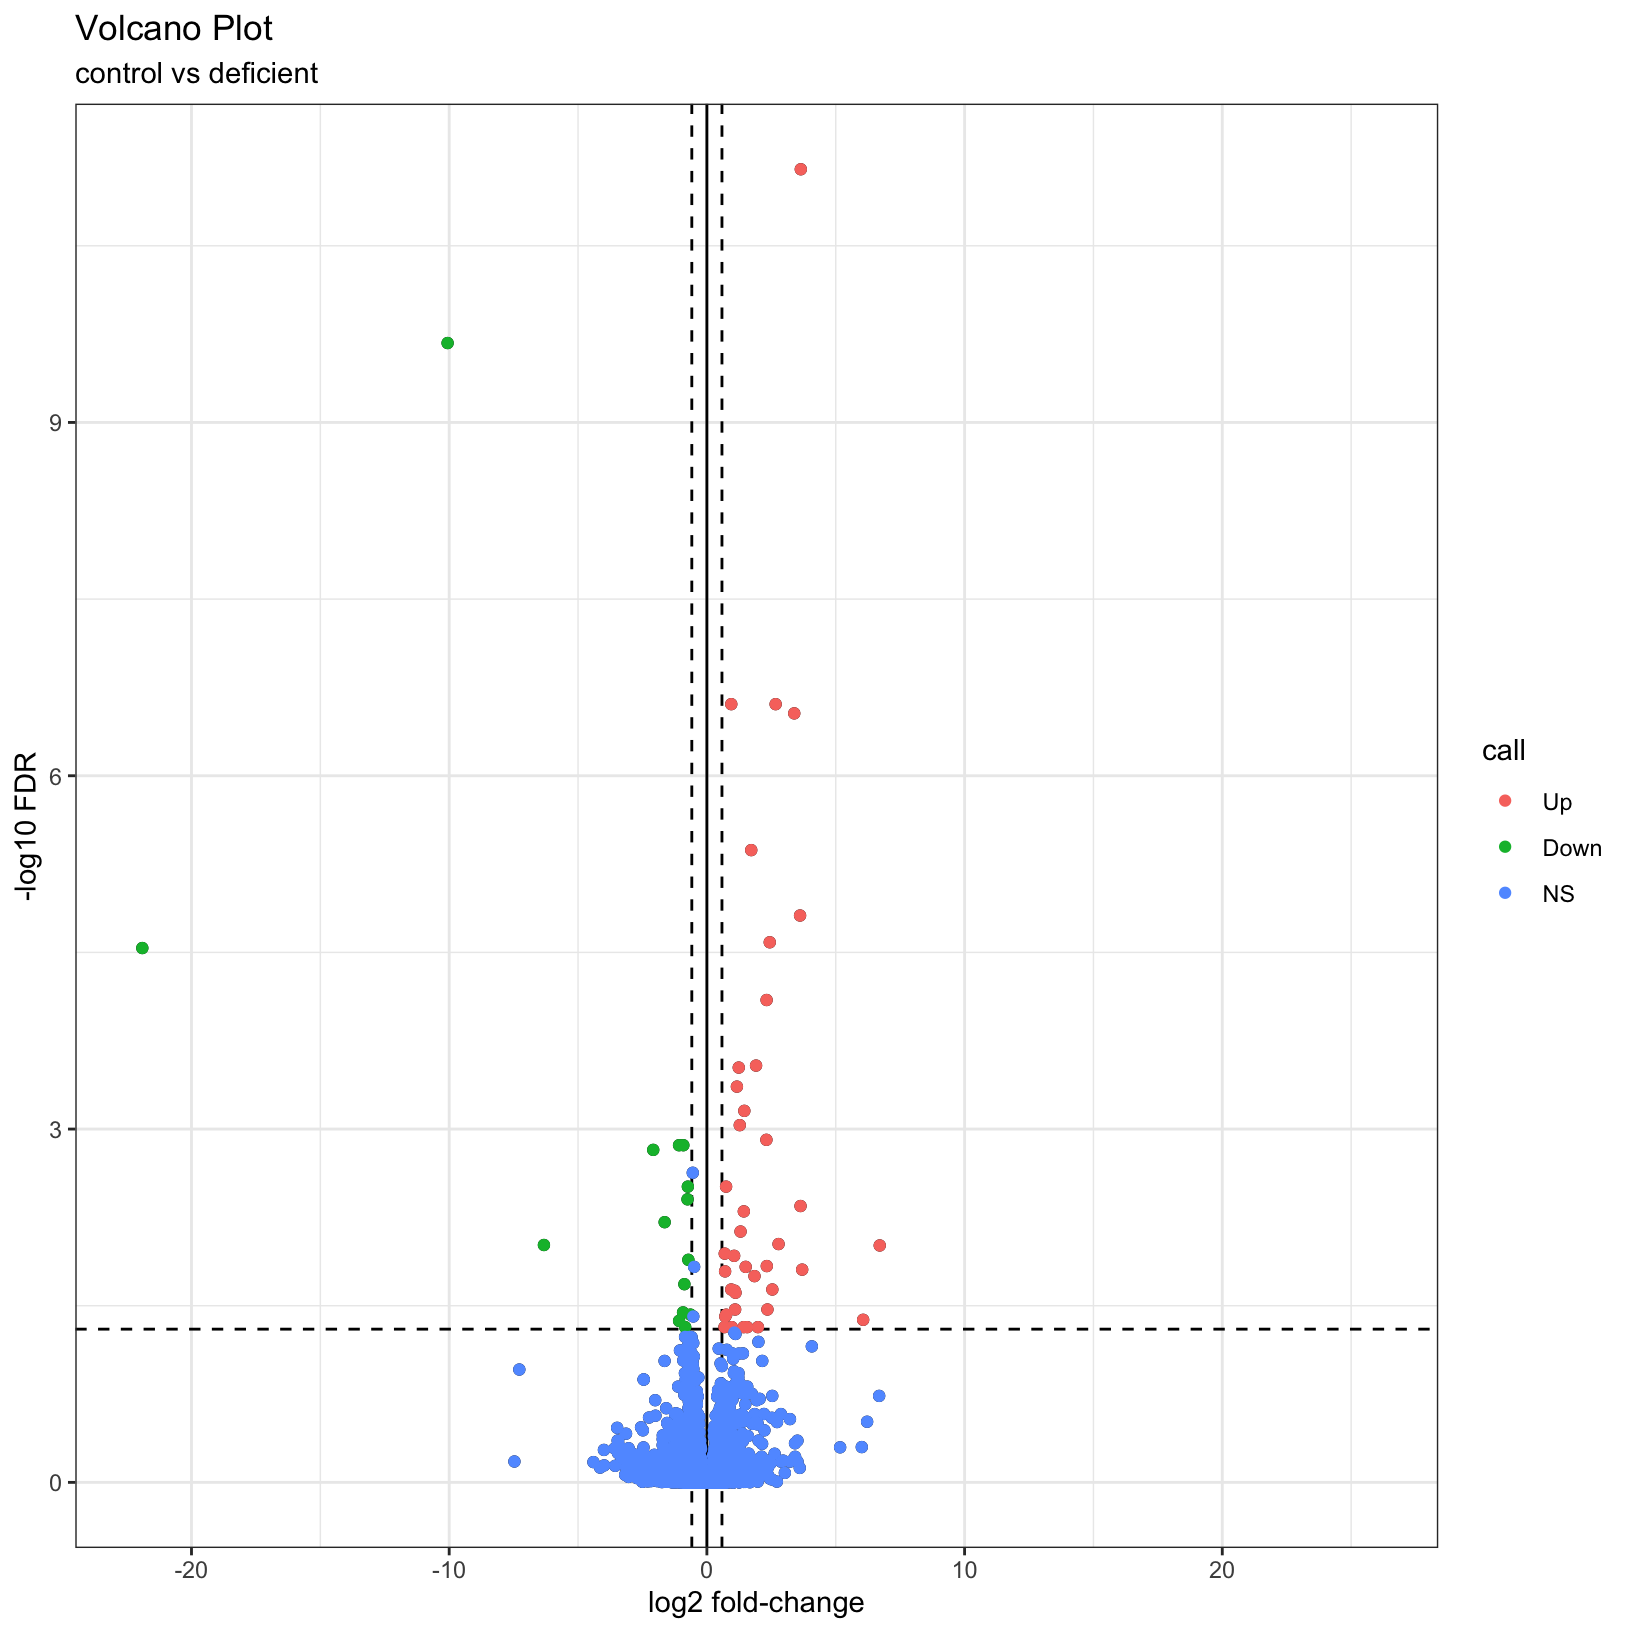 Volcano Plot
control vs deficient
9
6
3
0
-log10 FDR
-20
-10
0
10
20
log2 fold-change
call
Up
Down
NS